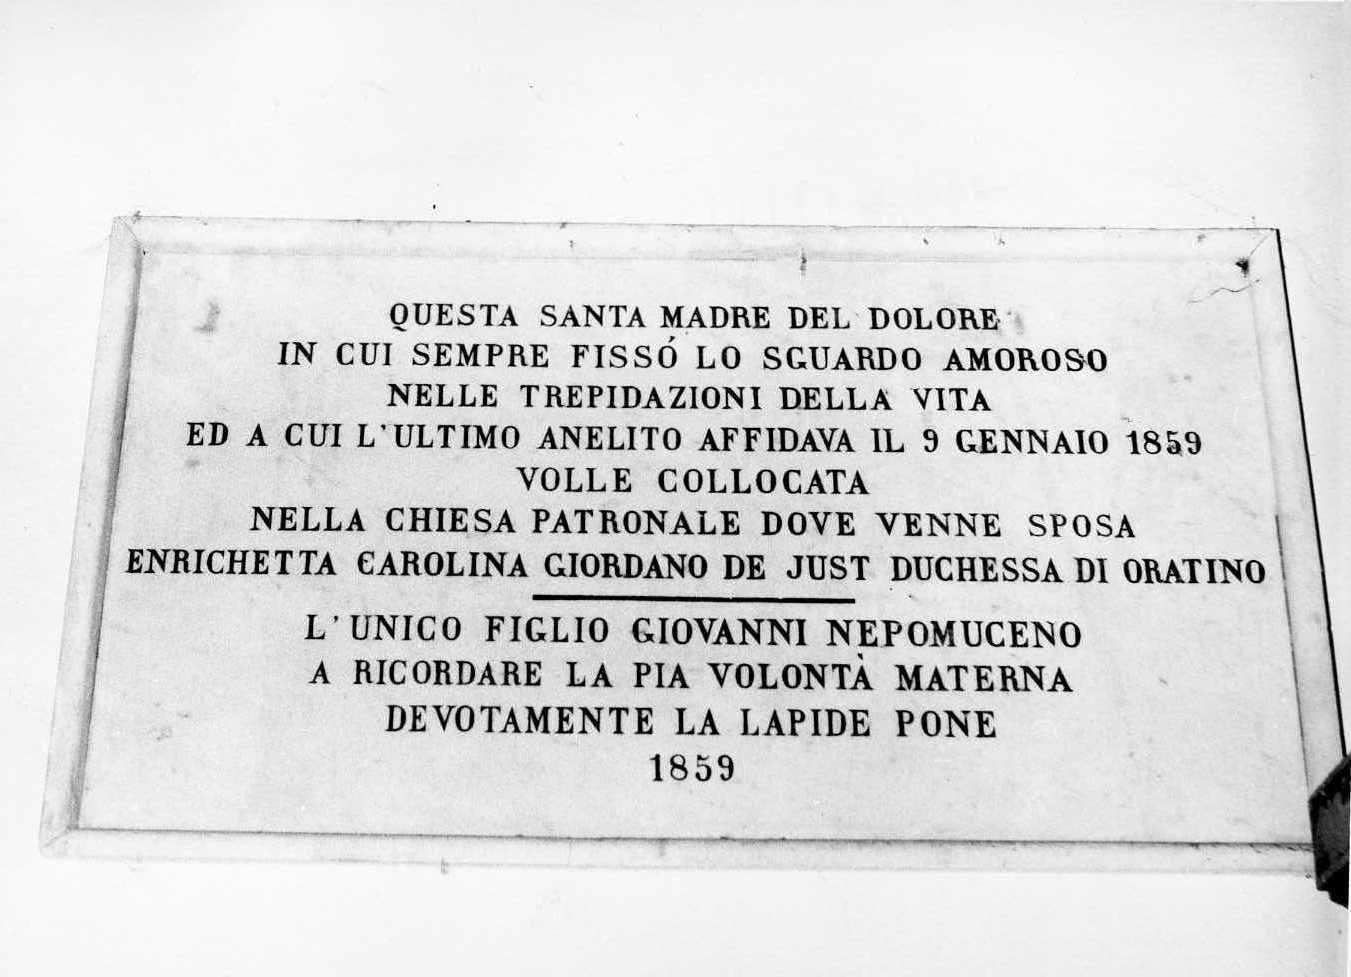 QUESTA SANTA MADRE DEL DOLORE
IN CUI SEMPRE FISSÓ LO SGUARDO AMOROSO
NELLE TREPIDAZIONI DELLA VITA
ED A CUI L'ULTIMO ANELITO AFFIDAVA IL 9 GENNAIO 1859
VOLLE COLLOCATA
NELLA CHIESA PATRONALE DOVE VENNE SPOSA
ENRICHETTA CAROLINA GIORDANO DE JUST DUCHESSA DI ORATINO
L'UNICO FIGLIO GIOVANNI NEPOMUCENO
A RICORDARE LA PIA VOLONTÀ MATERNA
DEVOTAMENTE LA LAPIDE PONE
1859